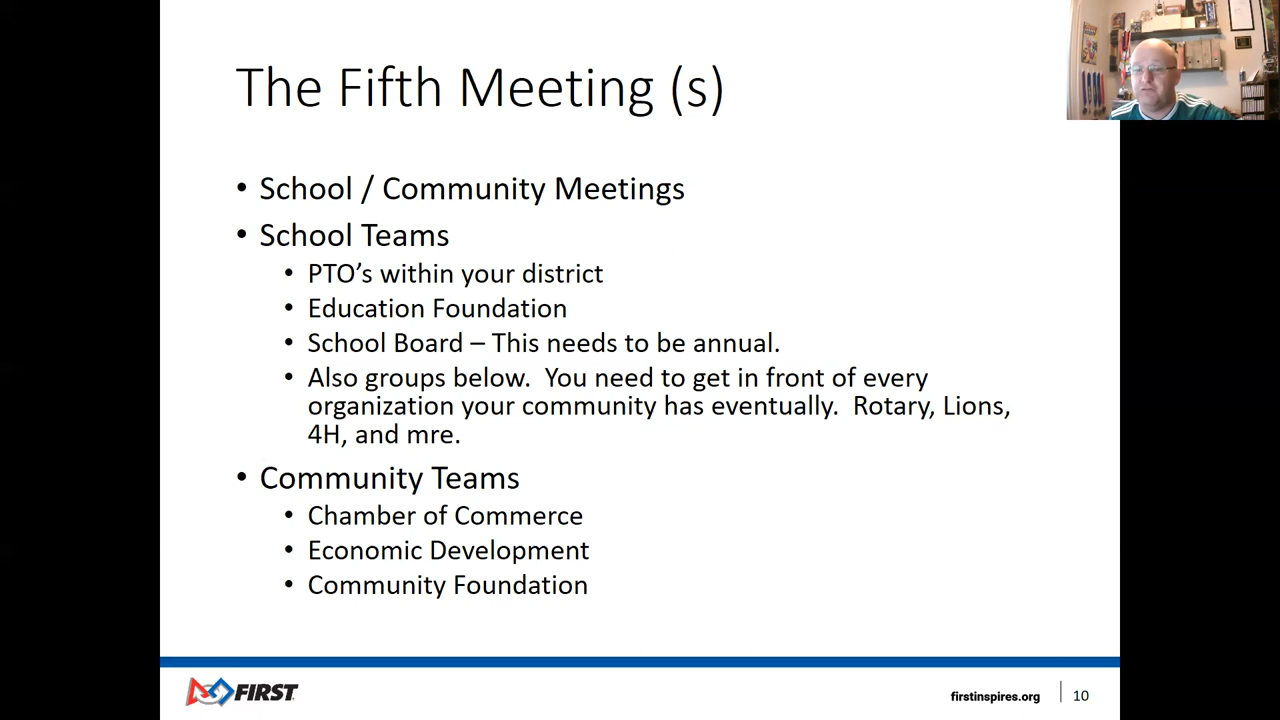 The Fifth Meeting (s)
• School / Community Meetings
• School Teams
• PTO’s within your district
• Education Foundation
• School Board – This needs to be annual.
• Also groups below.  You need to get in front of every
organization your community has eventually.  Rotary, Lions,
4H, and mre.
• Community Teams
• Chamber of Commerce
• Economic Development
• Community Foundation
FIRST
firstinspires.org
10